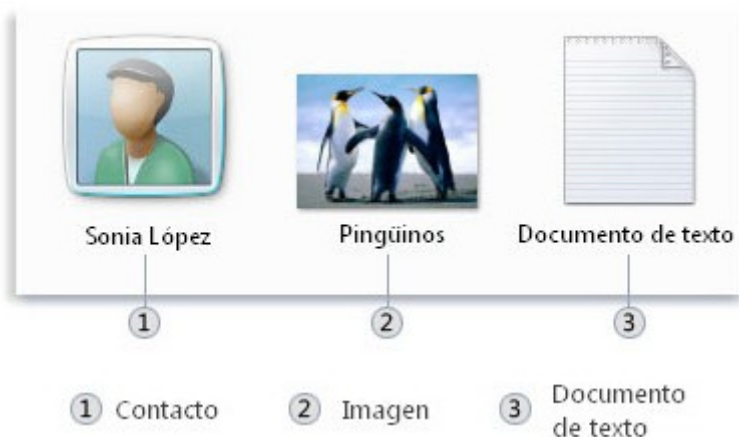 Sonia López Pingüinos Documento de texto
1 2 3
1 Contacto 2 Imagen 3 Documento
de texto